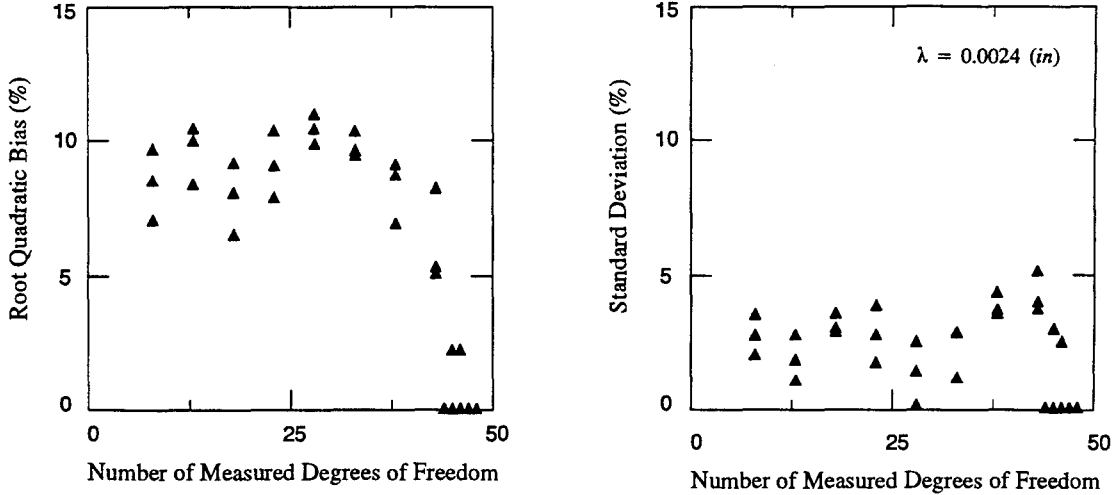 15
10
5
0
0
25
50
Root Quadratic Bias (%)
Number of Measured Degrees of Freedom
15
10
5
0
0
25
50
Standard Deviation (%)
λ = 0.0024 (in)
Number of Measured Degrees of Freedom